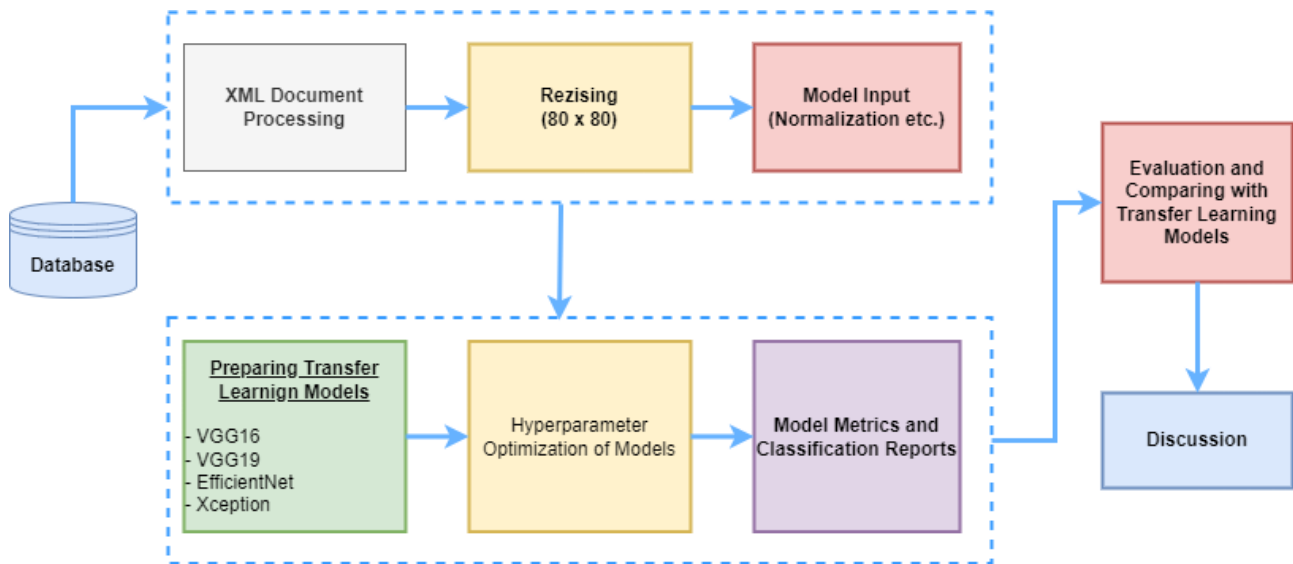 XML Document
Processing
Rezising
(80 x 80)
Model Input
(Normalization etc.)
Database
Preparing Transfer
Learnign Models
- VGG16
- VGG19
- EfficientNet
- Xception
Hyperparameter
Optimization of Models
Model Metrics and
Classification Reports
Evaluation and
Comparing with
Transfer Learning
Models
Discussion